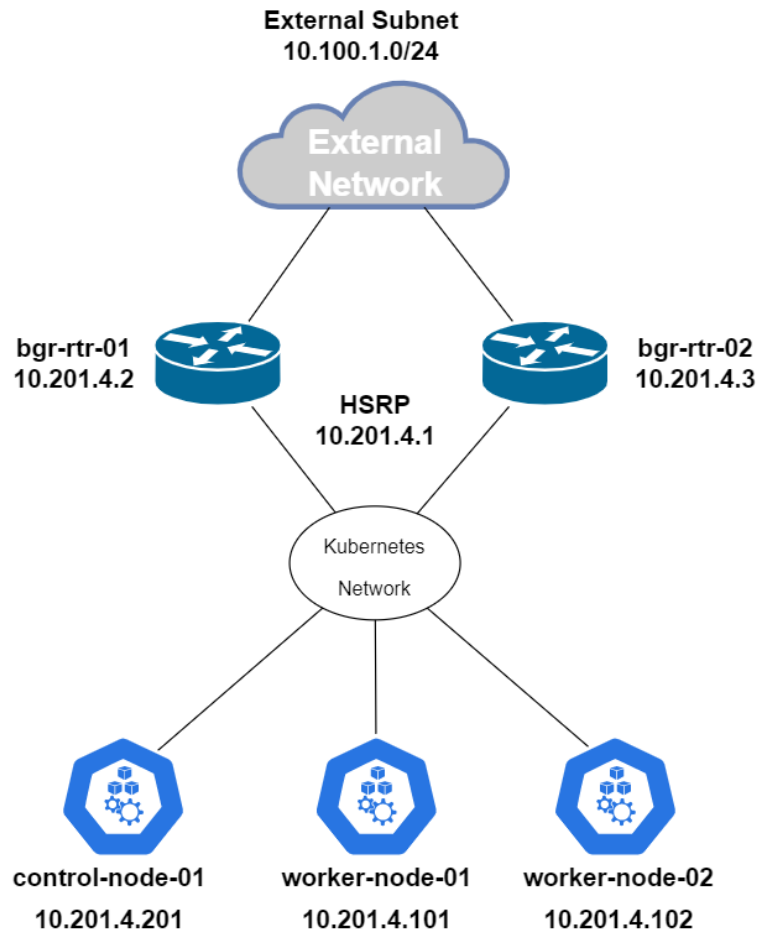 External Subnet
10.100.1.0/24
External
Network
bgr-rtr-01
10.201.4.2
bgr-rtr-02
10.201.4.3
HSRP
10.201.4.1
Kubernetes
Network
control-node-01
10.201.4.201
worker-node-01
10.201.4.101
worker-node-02
10.201.4.102